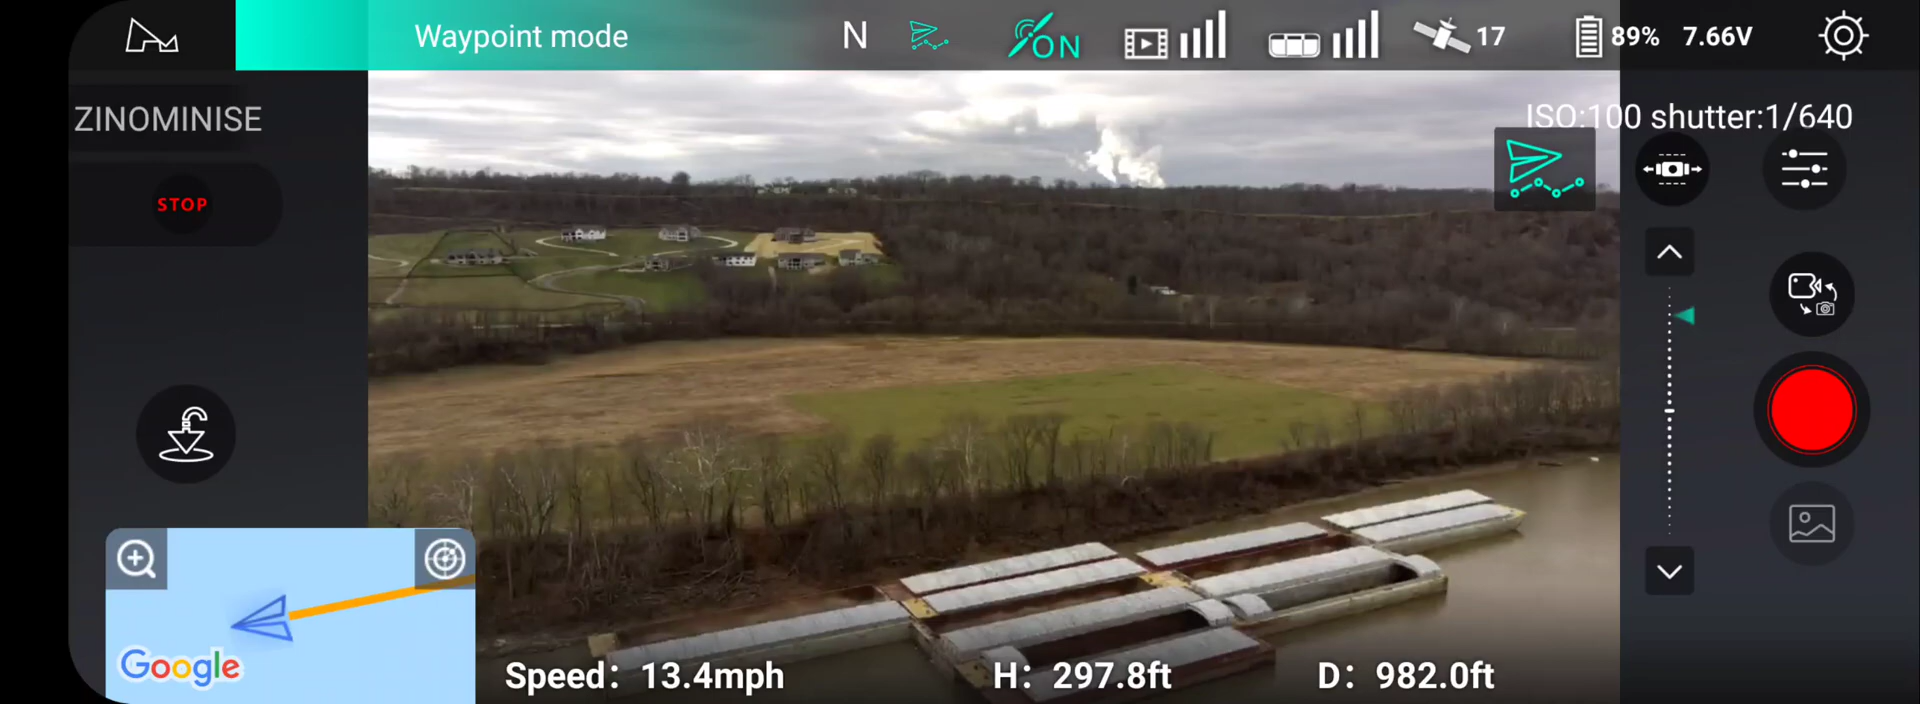 Waypoint mode N ON 17 89% 7.66V
ZINOMINISE
ISO:100 shutter:1/640
STOP
Google
Speed: 13.4mph H: 297.8ft D: 982.0ft